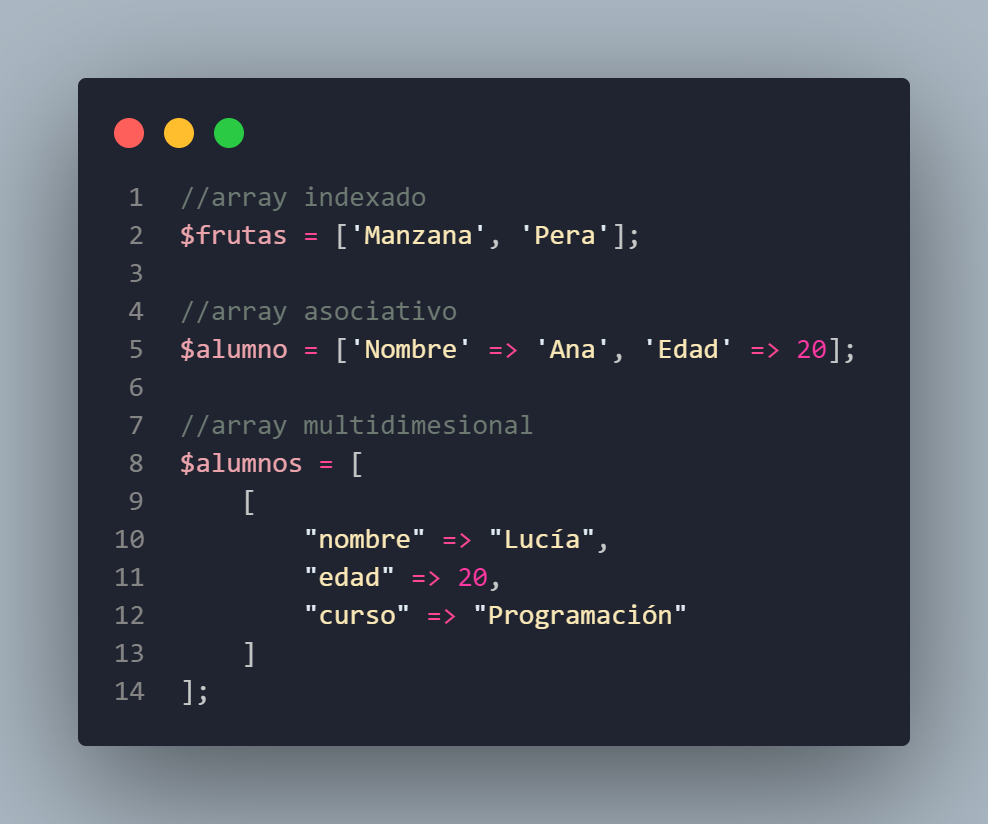 1 //array indexado
2 $frutas = ['Manzana', 'Pera'];
3
4 //array asociativo
5 $alumno = ['Nombre' => 'Ana', 'Edad' => 20];
6
7 //array multidimesional
8 $alumnos = [
9     [
10         "nombre" => "Lucía",
11         "edad" => 20,
12         "curso" => "Programación"
13     ]
14 ];